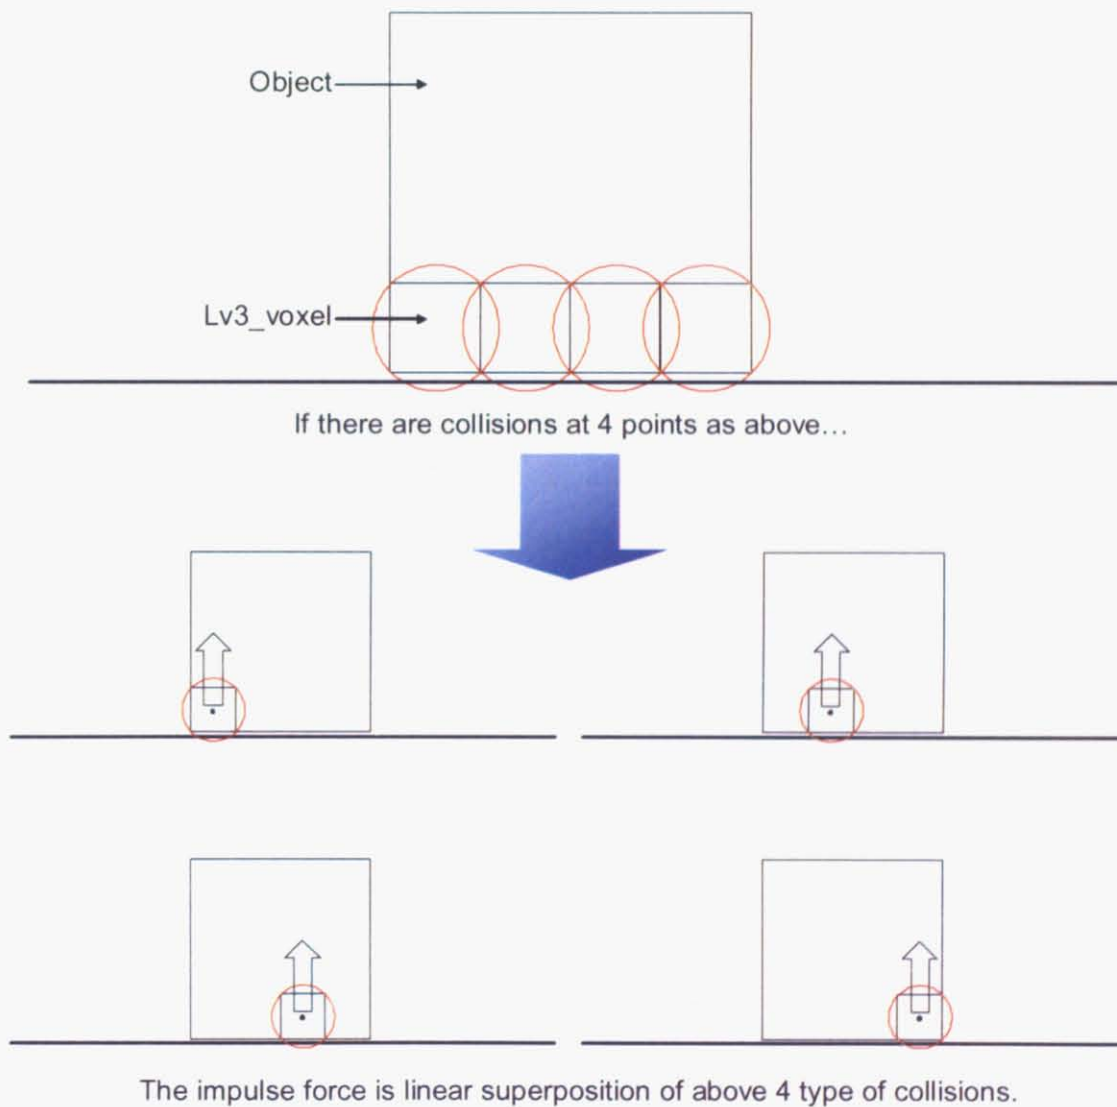 Object
Lv3_voxel
If there are collisions at 4 points as above…
The impulse force is linear superposition of above 4 type of collisions.